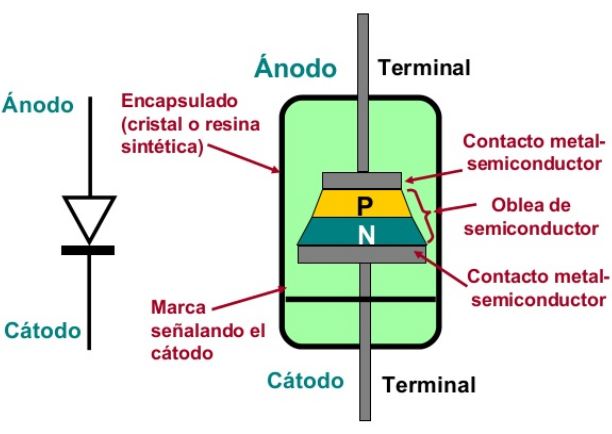 Ánodo
Cátodo
Ánodo
Terminal
Encapsulado
(cristal o resina
sintética)
Contacto metal-
semiconductor
P
N
Oblea de
semiconductor
Contacto metal-
semiconductor
Marca
señalando el
cátodo
Cátodo
Terminal